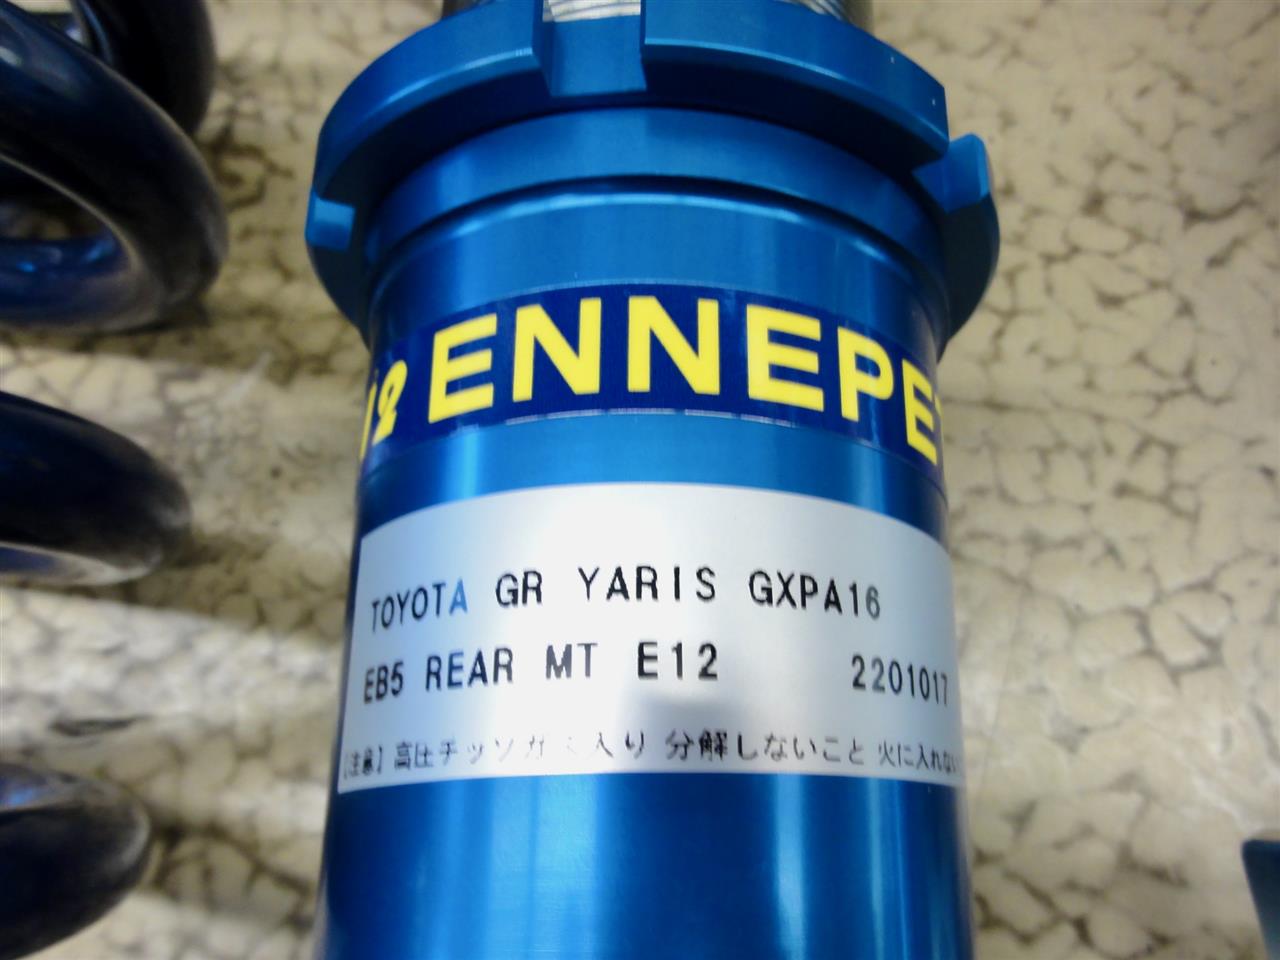 ENNEPE
TOYOTA GR YARIS GXPA16
EB5 REAR MT E12 2201017
【注意】高圧チッソガス入り 分解しないこと 火に入れない